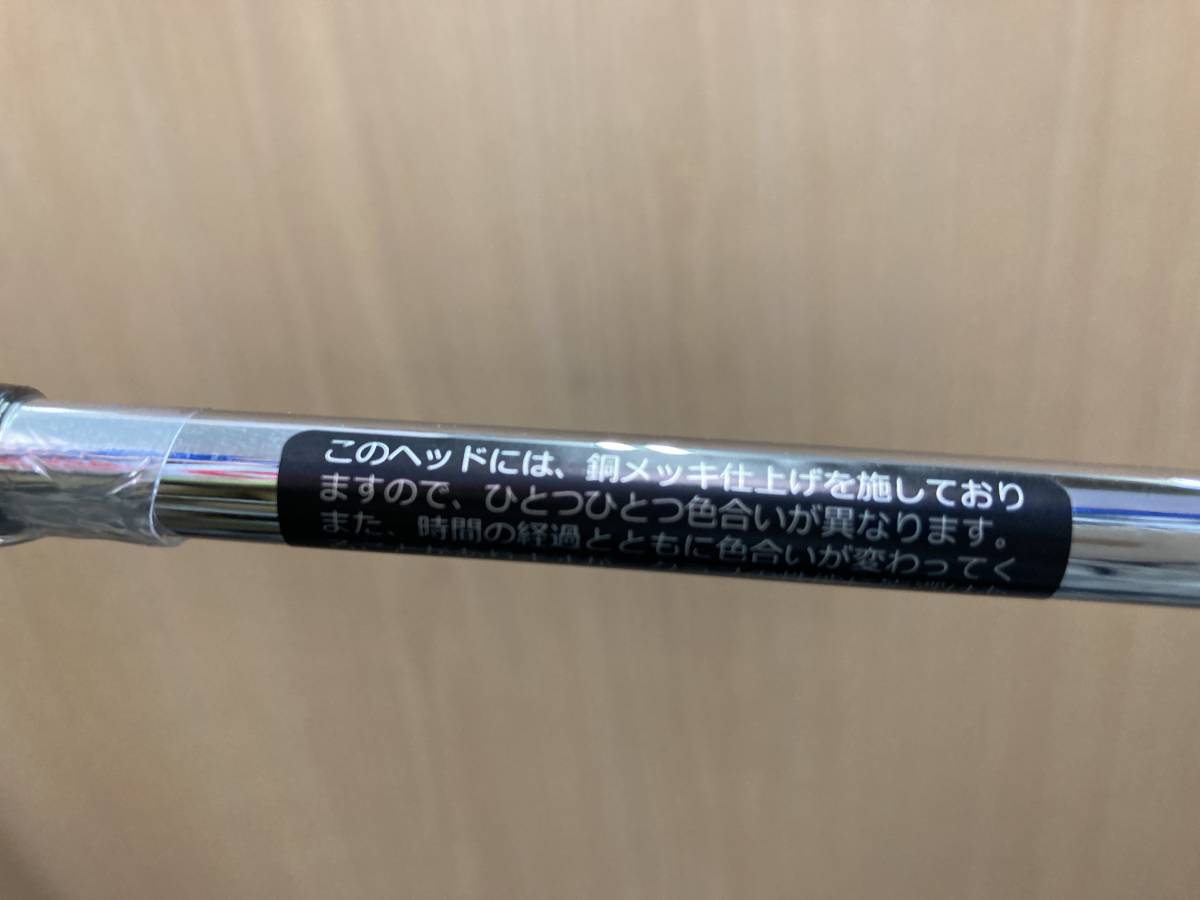 このヘッドには、銅メッキ仕上げを施しており
ますので、ひとつひとつ色合いが異なります。
また、時間の経過とともに色合いが変わってく